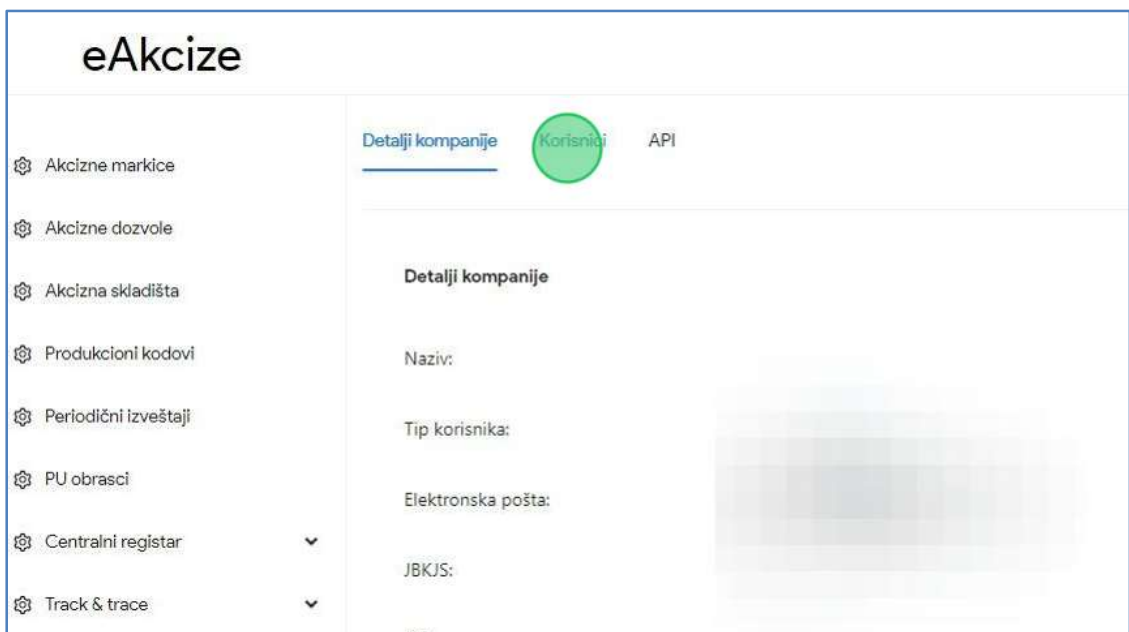 eAkcize
Detalji kompanije
Korisnici
API
Akcizne markice
Akcizne dozvole
Akcizna skladišta
Produkcioni kodovi
Periodični izveštaji
PU obrasci
Centralni registar
Track & trace
Detalji kompanije
Naziv:
Tip korisnika:
Elektronska pošta:
JBKJS: